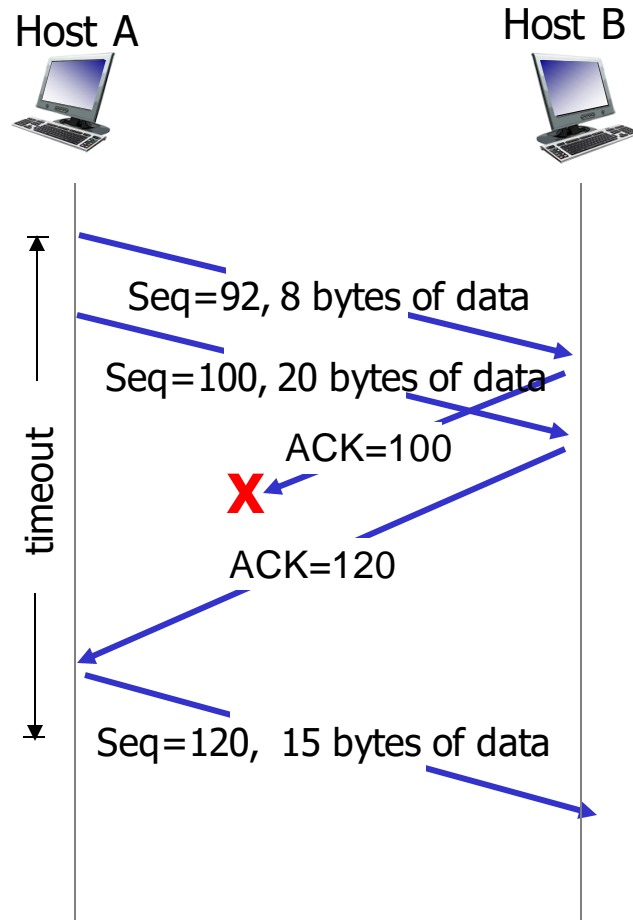 Host A
Host B
Seq=92, 8 bytes of data
Seq=100, 20 bytes of data
ACK=100
X
timeout
ACK=120
Seq=120, 15 bytes of data